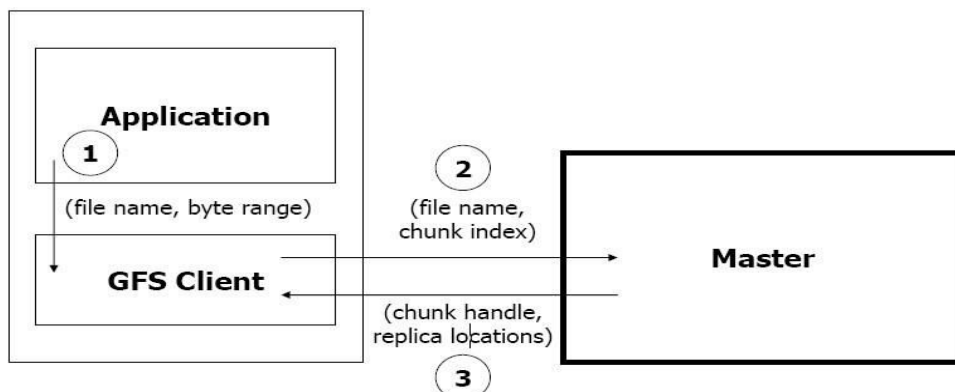 Application
1
(file name, byte range)
GFS Client
2
(file name,
chunk index)
(chunk handle,
replica locations)
3
Master